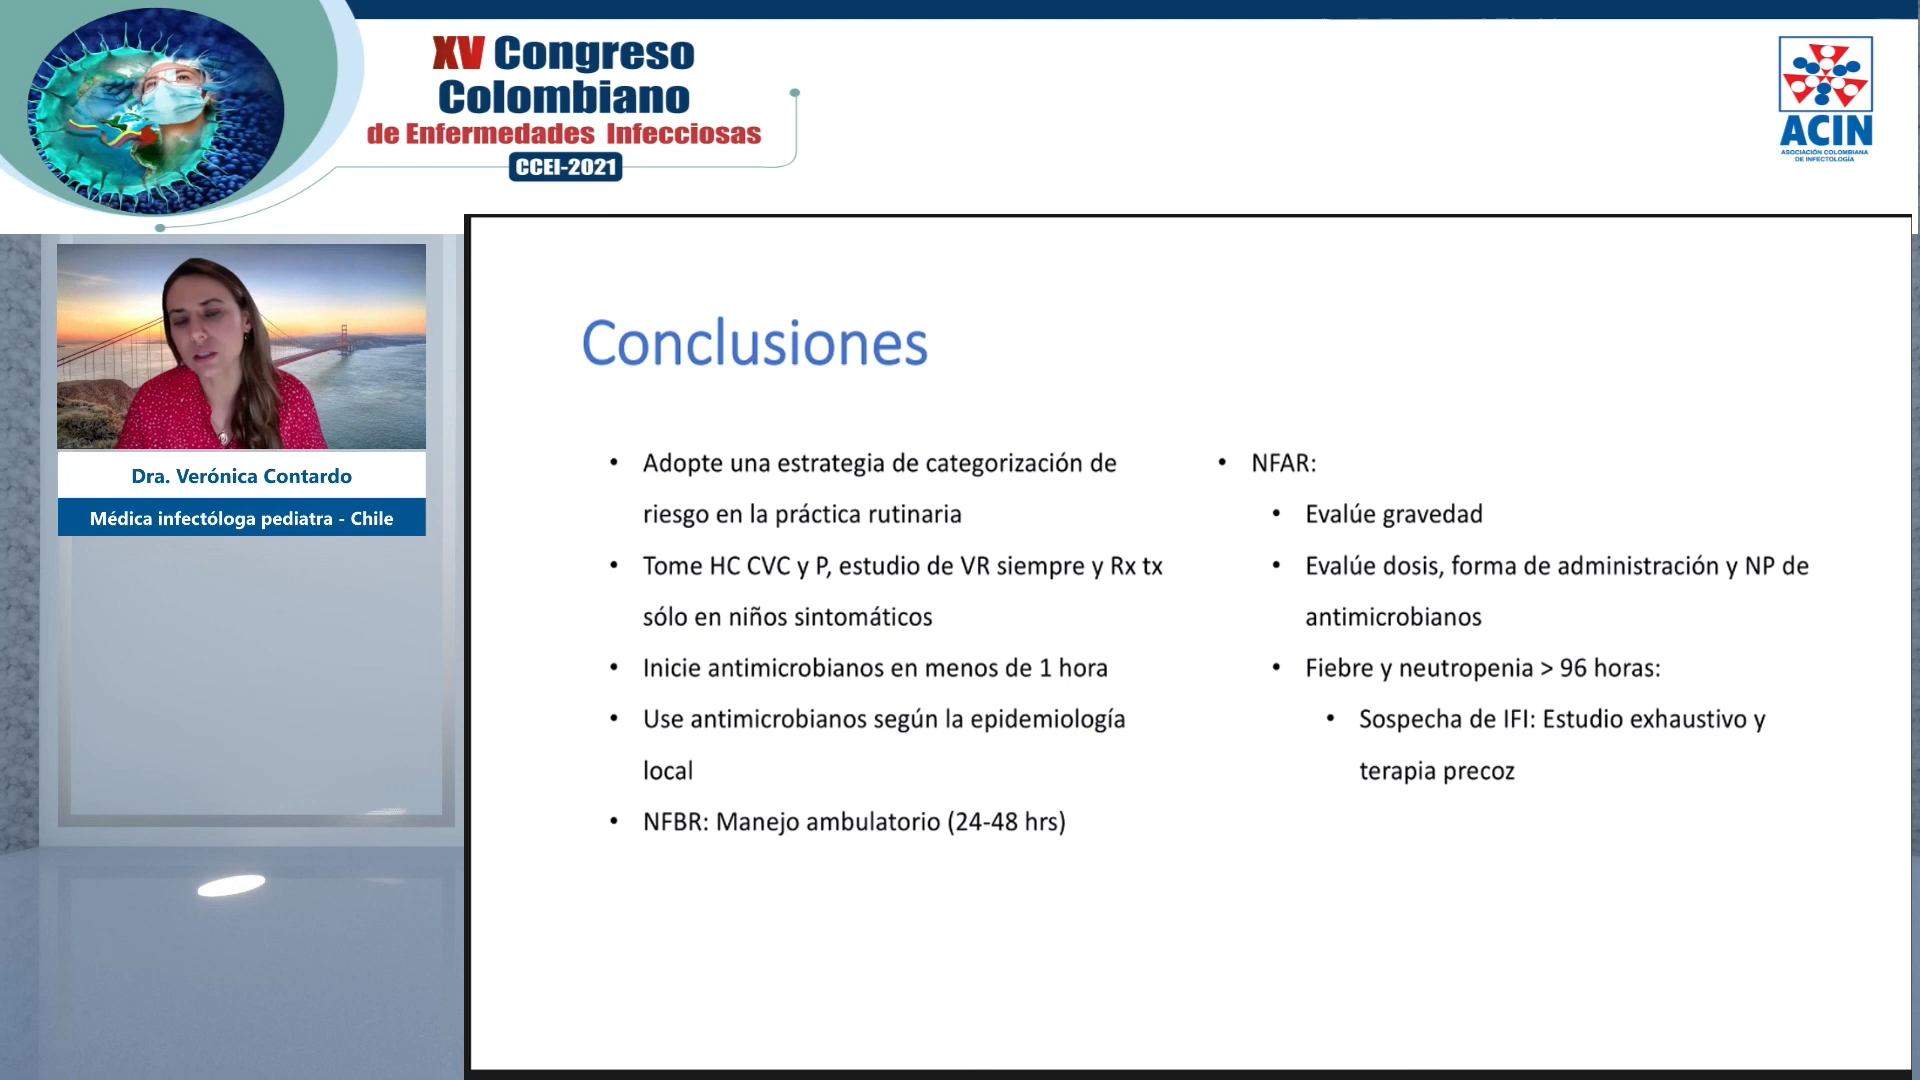 XV Congreso
Colombiano
de Enfermedades Infecciosas
CCEI-2021
ACIN
ASOCIACIÓN COLOMBIANA
DE INFECTOLOGÍA
Dra. Verónica Contardo
Médica infectóloga pediatra - Chile
Conclusiones
• Adopte una estrategia de categorización de
riesgo en la práctica rutinaria
• Tome HC CVC y P, estudio de VR siempre y Rx tx
sólo en niños sintomáticos
• Inicie antimicrobianos en menos de 1 hora
• Use antimicrobianos según la epidemiología
local
• NFBR: Manejo ambulatorio (24-48 hrs)
• NFAR:
• Evalúe gravedad
• Evalúe dosis, forma de administración y NP de
antimicrobianos
• Fiebre y neutropenia > 96 horas:
• Sospecha de IFI: Estudio exhaustivo y
terapia precoz